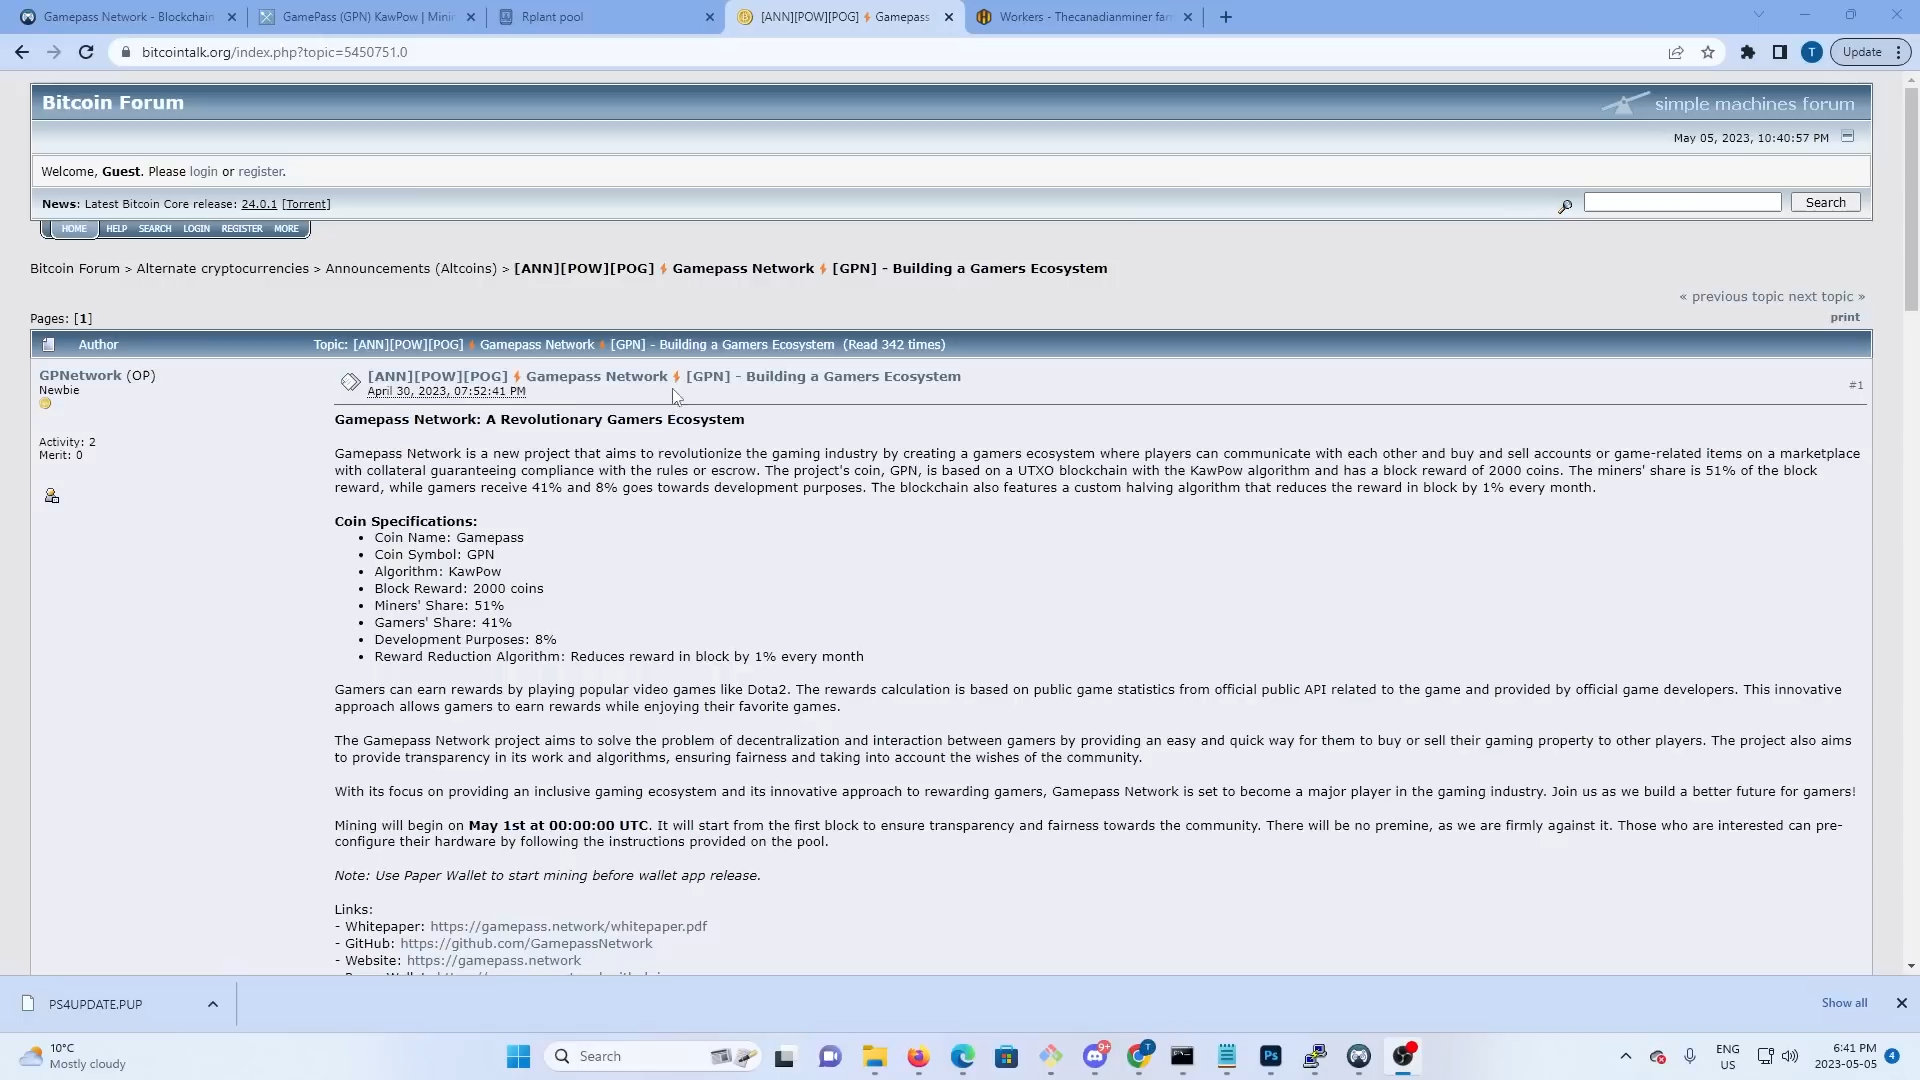 Gamepass Network - Blockchain
GamePass (GPN) KawPow | Mini
Rplant pool
[ANN][POW][POG] Gamepass
Workers - Thecanadianminer far
bitcointalk.org/index.php?topic=5450751.0
T
Update
Bitcoin Forum
simple machines forum
May 05, 2023, 10:40:57 PM
Welcome, Guest. Please login or register.
News: Latest Bitcoin Core release: 24.0.1 [Torrent]
Search
HOME HELP SEARCH LOGIN REGISTER MORE
Bitcoin Forum > Alternate cryptocurrencies > Announcements (Altcoins) > [ANN][POW][POG] ⚡ Gamepass Network ⚡ [GPN] - Building a Gamers Ecosystem
« previous topic next topic »
Pages: [1]
print
Author
Topic: [ANN][POW][POG] ⚡ Gamepass Network ⚡ [GPN] - Building a Gamers Ecosystem (Read 342 times)
GPNetwork (OP)
Newbie
Activity: 2
Merit: 0
[ANN][POW][POG] ⚡ Gamepass Network ⚡ [GPN] - Building a Gamers Ecosystem
April 30, 2023, 07:52:41 PM
#1
Gamepass Network: A Revolutionary Gamers Ecosystem
Gamepass Network is a new project that aims to revolutionize the gaming industry by creating a gamers ecosystem where players can communicate with each other and buy and sell accounts or game-related items on a marketplace
with collateral guaranteeing compliance with the rules or escrow. The project's coin, GPN, is based on a UTXO blockchain with the KawPow algorithm and has a block reward of 2000 coins. The miners' share is 51% of the block
reward, while gamers receive 41% and 8% goes towards development purposes. The blockchain also features a custom halving algorithm that reduces the reward in block by 1% every month.
Coin Specifications:
• Coin Name: Gamepass
• Coin Symbol: GPN
• Algorithm: KawPow
• Block Reward: 2000 coins
• Miners' Share: 51%
• Gamers' Share: 41%
• Development Purposes: 8%
• Reward Reduction Algorithm: Reduces reward in block by 1% every month
Gamers can earn rewards by playing popular video games like Dota2. The rewards calculation is based on public game statistics from official public API related to the game and provided by official game developers. This innovative
approach allows gamers to earn rewards while enjoying their favorite games.
The Gamepass Network project aims to solve the problem of decentralization and interaction between gamers by providing an easy and quick way for them to buy or sell their gaming property to other players. The project also aims
to provide transparency in its work and algorithms, ensuring fairness and taking into account the wishes of the community.
With its focus on providing an inclusive gaming ecosystem and its innovative approach to rewarding gamers, Gamepass Network is set to become a major player in the gaming industry. Join us as we build a better future for gamers!
Mining will begin on May 1st at 00:00:00 UTC. It will start from the first block to ensure transparency and fairness towards the community. There will be no premine, as we are firmly against it. Those who are interested can pre-
configure their hardware by following the instructions provided on the pool.
Note: Use Paper Wallet to start mining before wallet app release.
Links:
- Whitepaper: https://gamepass.network/whitepaper.pdf
- GitHub: https://github.com/GamepassNetwork
- Website: https://gamepass.network
PS4UPDATE.PUP
Show all
10°C
Mostly cloudy
Search
9+
T
Ps
ENG
US
6:41 PM
2023-05-05
4